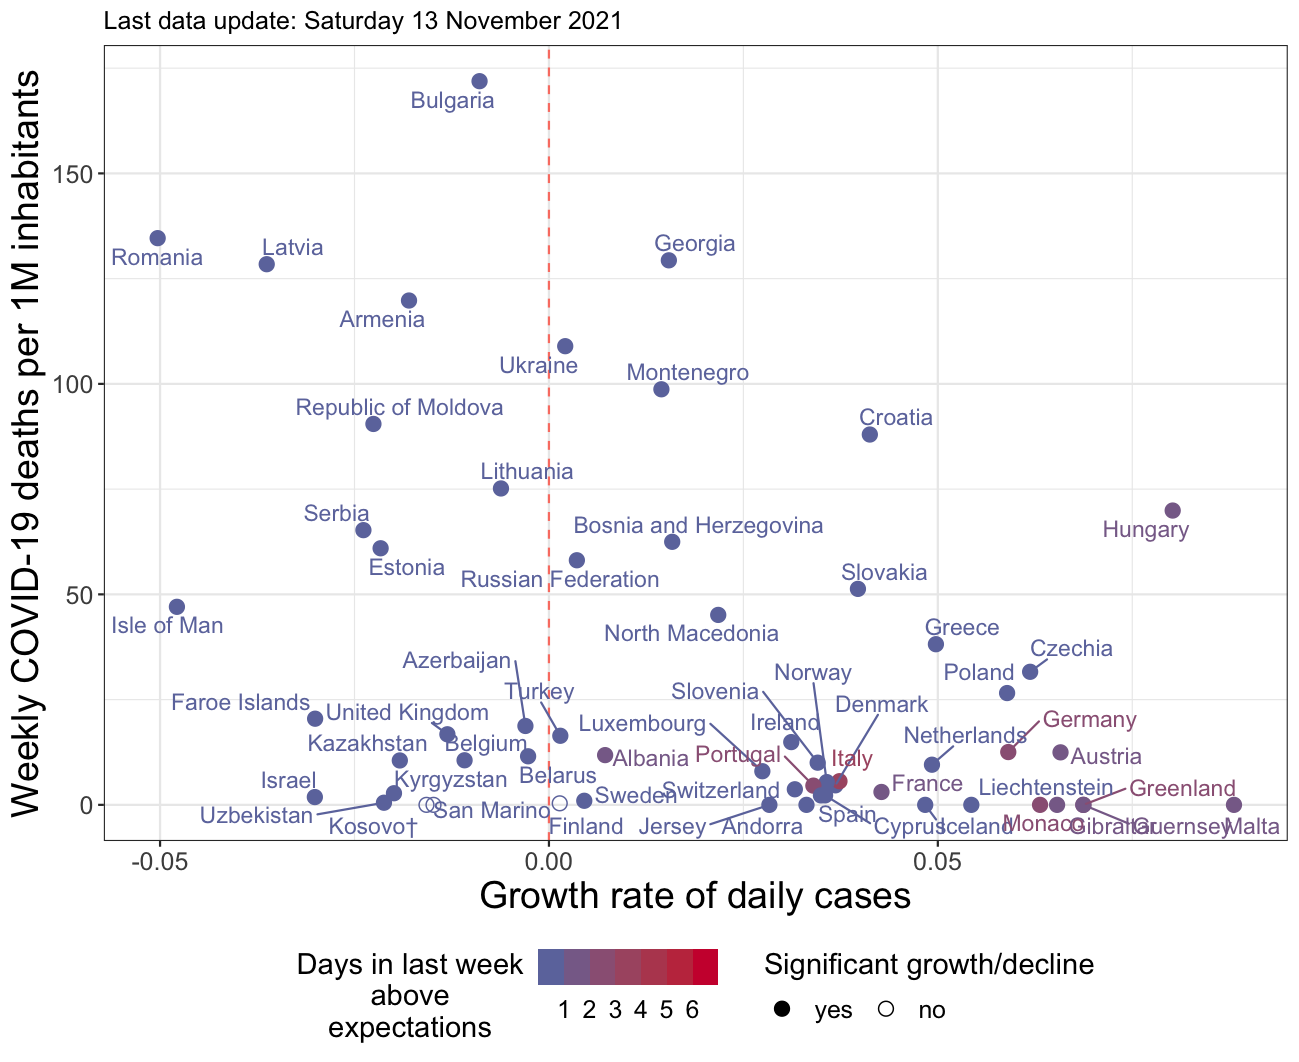 Last data update: Saturday 13 November 2021
Weekly COVID-19 deaths per 1M inhabitants
150
100
50
0
Bulgaria
Romania
Latvia
Georgia
Armenia
Ukraine
Montenegro
Republic of Moldova
Croatia
Lithuania
Serbia
Bosnia and Herzegovina
Hungary
Estonia
Russian Federation
Slovakia
Isle of Man
North Macedonia
Greece
Czechia
Azerbaijan
Norway
Poland
Turkey
Slovenia
Faroe Islands
United Kingdom
Luxembourg
Ireland
Denmark
Germany
Kazakhstan
Belgium
Netherlands
Albania
Portugal
Italy
Austria
Israel
Kyrgyzstan
Belarus
Switzerland
France
Liechtenstein
Greenland
Uzbekistan
San Marino
Sweden
Spain
Kosovo†
Finland
Jersey
Andorra
Cyprus
Iceland
Monaco
Gibraltar
Guernsey
Malta
-0.05
0.00
0.05
Growth rate of daily cases
Days in last week
above
expectations
1 2 3 4 5 6
Significant growth/decline
yes
no